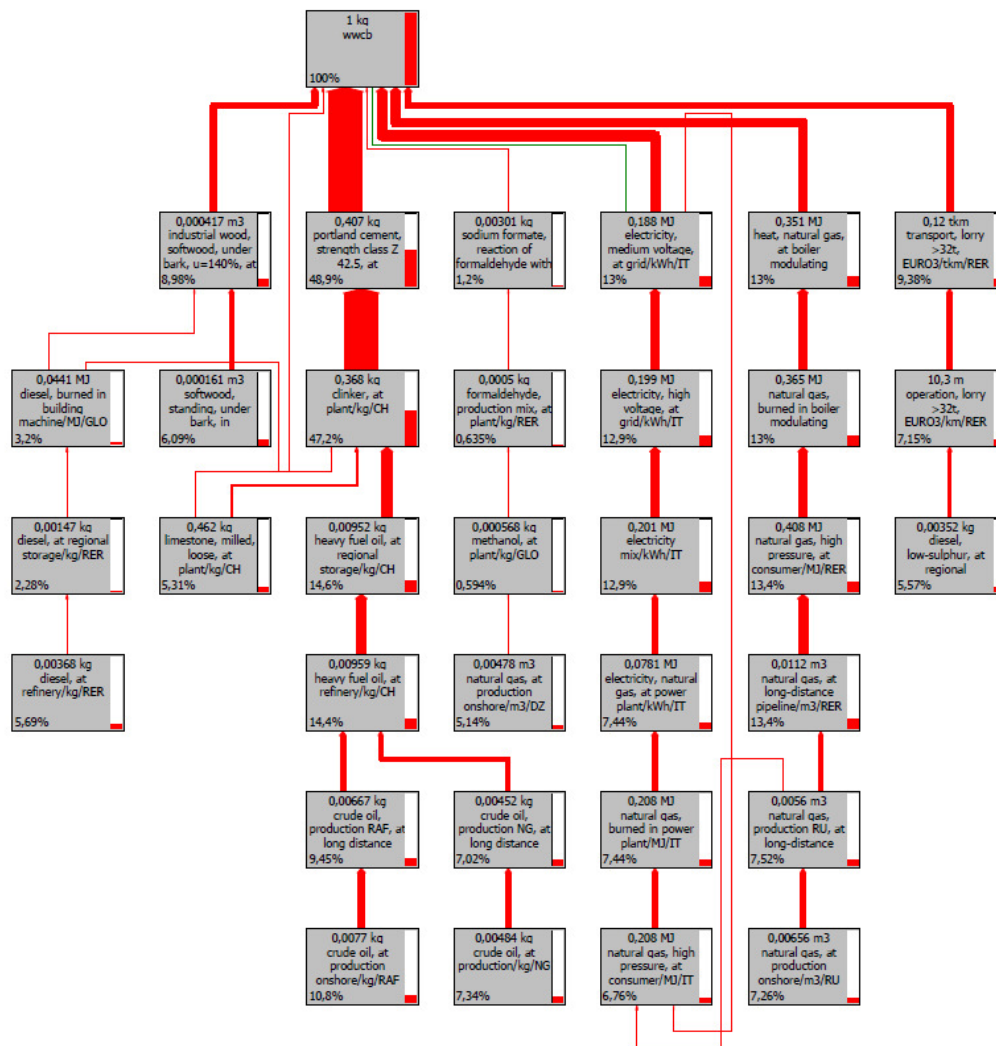 1 kg
wwcb
100%
0,000417 m3
industrial wood,
softwood, under
bark, u=140%, at
8,98%
0,407 kg
portland cement,
strength class Z
42.5, at
48,9%
0,00301 kg
sodium formate,
reaction of
formaldehyde with
1,2%
0,188 MJ
electricity,
medium voltage,
at grid/kWh/IT
13%
0,351 MJ
heat, natural gas,
at boiler
modulating
13%
0,12 tkm
transport, lorry
>32t,
EURO3/tkm/RER
9,38%
0,0441 MJ
diesel, burned in
building
machine/MJ/GLO
3,2%
0,000161 m3
softwood,
standing, under
bark, in
6,09%
0,368 kg
clinker, at
plant/kg/CH
47,2%
0,0005 kg
formaldehyde,
production mix, at
plant/kg/RER
0,635%
0,199 MJ
electricity, high
voltage, at
grid/kWh/IT
12,9%
0,365 MJ
natural gas,
burned in boiler
modulating
13%
10,3 m
operation, lorry
>32t,
EURO3/km/RER
7,15%
0,00147 kg
diesel, at regional
storage/kg/RER
2,28%
0,462 kg
limestone, milled,
loose, at
plant/kg/CH
5,31%
0,00952 kg
heavy fuel oil, at
regional
storage/kg/CH
14,6%
0,000568 kg
methanol, at
plant/kg/GLO
0,594%
0,201 MJ
electricity
mix/kWh/IT
12,9%
0,408 MJ
natural gas, high
pressure, at
consumer/MJ/RER
13,4%
0,00352 kg
diesel,
low-sulphur, at
regional
5,57%
0,00368 kg
diesel, at
refinery/kg/RER
5,69%
0,00959 kg
heavy fuel oil, at
refinery/kg/CH
14,4%
0,00478 m3
natural gas, at
production
onshore/m3/DZ
5,14%
0,0781 MJ
electricity, natural
gas, at power
plant/kWh/IT
7,44%
0,0112 m3
natural gas, at
long-distance
pipeline/m3/RER
13,4%
0,00667 kg
crude oil,
production RAF, at
long distance
9,45%
0,00452 kg
crude oil,
production NG, at
long distance
7,02%
0,208 MJ
natural gas,
burned in power
plant/MJ/IT
7,44%
0,0056 m3
natural gas,
production RU, at
long-distance
7,52%
0,0077 kg
crude oil, at
production
onshore/kg/RAF
10,8%
0,00484 kg
crude oil, at
production/kg/NG
7,34%
0,208 MJ
natural gas, high
pressure, at
consumer/MJ/IT
6,76%
0,00656 m3
natural gas, at
production
onshore/m3/RU
7,26%